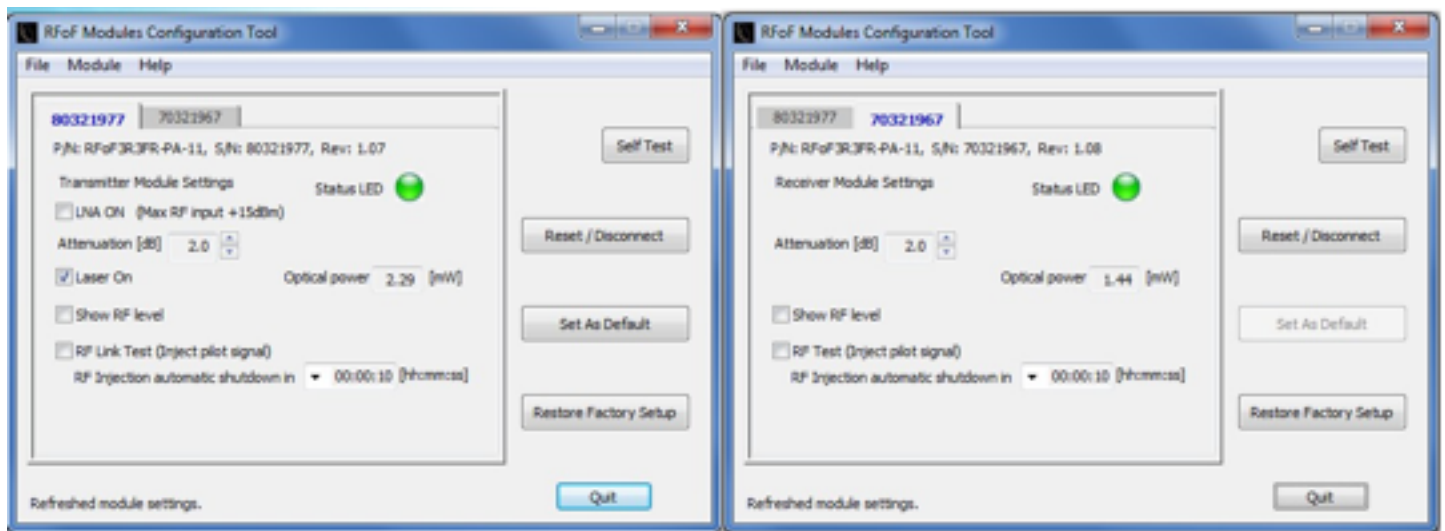 RFoF Modules Configuration Tool
File Module Help
80321977 70321967
P/N: RFoF3R3FR-PA-11, S/N: 80321977, Rev: 1.07
Self Test
Transmitter Module Settings
Status LED
LNA ON (Max RF input +15dBm)
Attenuation [dB] 2.0
Reset / Disconnect
Laser On
Optical power 2.29 [mW]
Show RF level
Set As Default
RF Link Test (Inject pilot signal)
RF Injection automatic shutdown in 00:00:10 [hh:mm:ss]
Restore Factory Setup
Refreshed module settings.
Quit
RFoF Modules Configuration Tool
File Module Help
80321977 70321967
P/N: RFoF3R3FR-PA-11, S/N: 70321967, Rev: 1.08
Self Test
Receiver Module Settings
Status LED
Attenuation [dB] 2.0
Reset / Disconnect
Optical power 1.44 [mW]
Show RF level
Set As Default
RF Test (Inject pilot signal)
RF Injection automatic shutdown in 00:00:10 [hh:mm:ss]
Restore Factory Setup
Refreshed module settings.
Quit